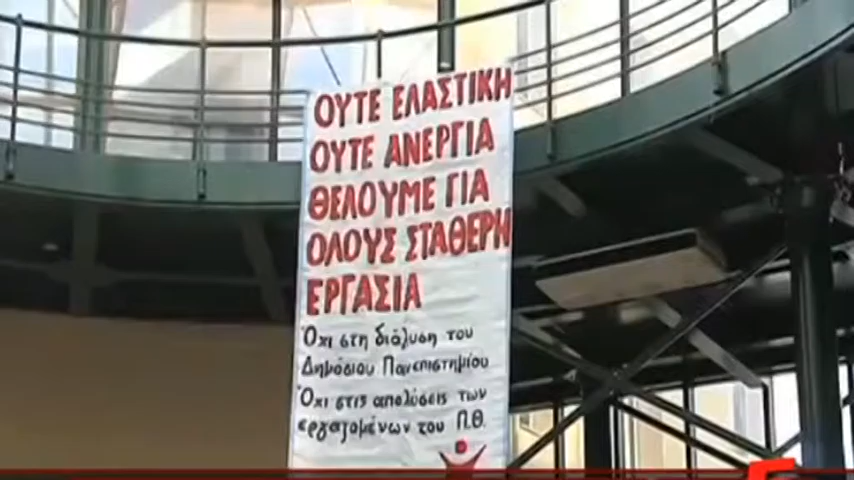 ΟΥΤΕ ΕΛΑΣΤΙΚΗ
ΟΥΤΕ ΑΝΕΡΓΙΑ
ΘΕΛΟΥΜΕ ΓΙΑ
ΟΛΟΥΣ ΣΤΑΘΕΡΗ
ΕΡΓΑΣΙΑ
Όχι στη διάλυση του
Δημόσιου Πανεπιστημίου
Όχι στις απολύσεις των
εργαζομένων του Π.Θ.